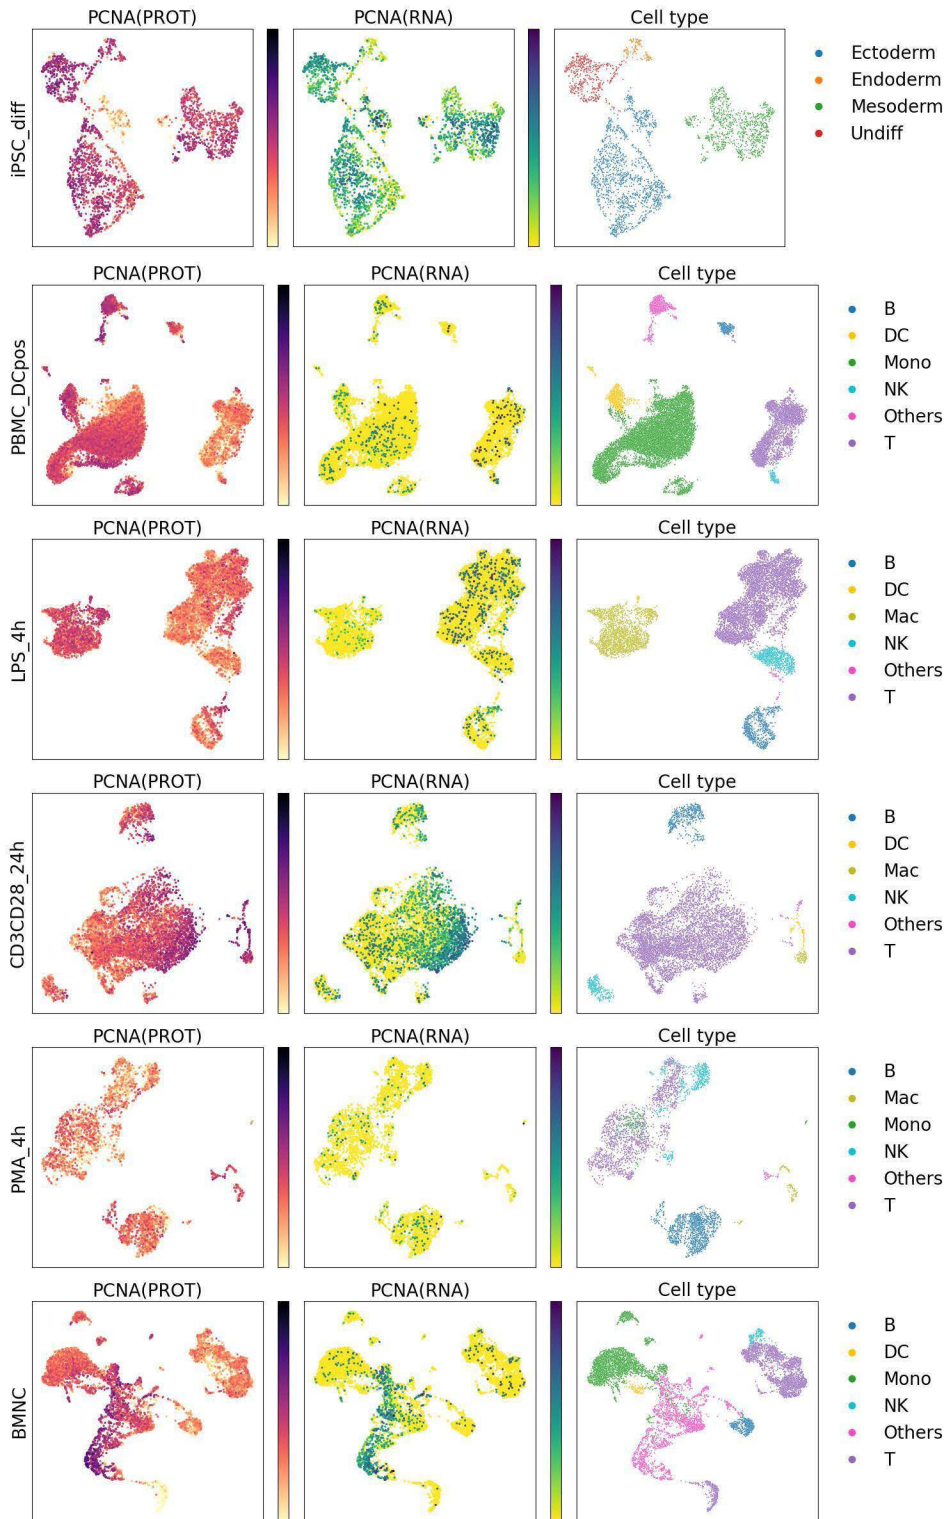 PCNA(PROT) PCNA(RNA) Cell type
iPSC_diff
Ectoderm
Endoderm
Mesoderm
Undiff
PCNA(PROT) PCNA(RNA) Cell type
PBMC_DCpos
B
DC
Mono
NK
Others
T
PCNA(PROT) PCNA(RNA) Cell type
LPS_4h
B
DC
Mac
NK
Others
T
PCNA(PROT) PCNA(RNA) Cell type
CD3CD28_24h
B
DC
Mac
NK
Others
T
PCNA(PROT) PCNA(RNA) Cell type
PMA_4h
B
Mac
Mono
NK
Others
T
PCNA(PROT) PCNA(RNA) Cell type
BMNC
B
DC
Mono
NK
Others
T